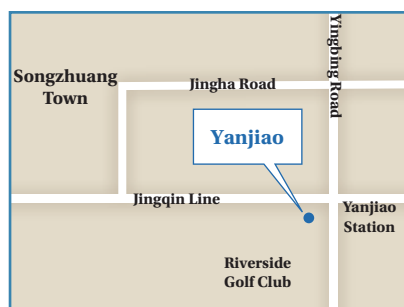 Songzhuang
Town
Jingha Road
Yingbing Road
Yanjiao
Jingqin Line
Yanjiao
Station
Riverside
Golf Club